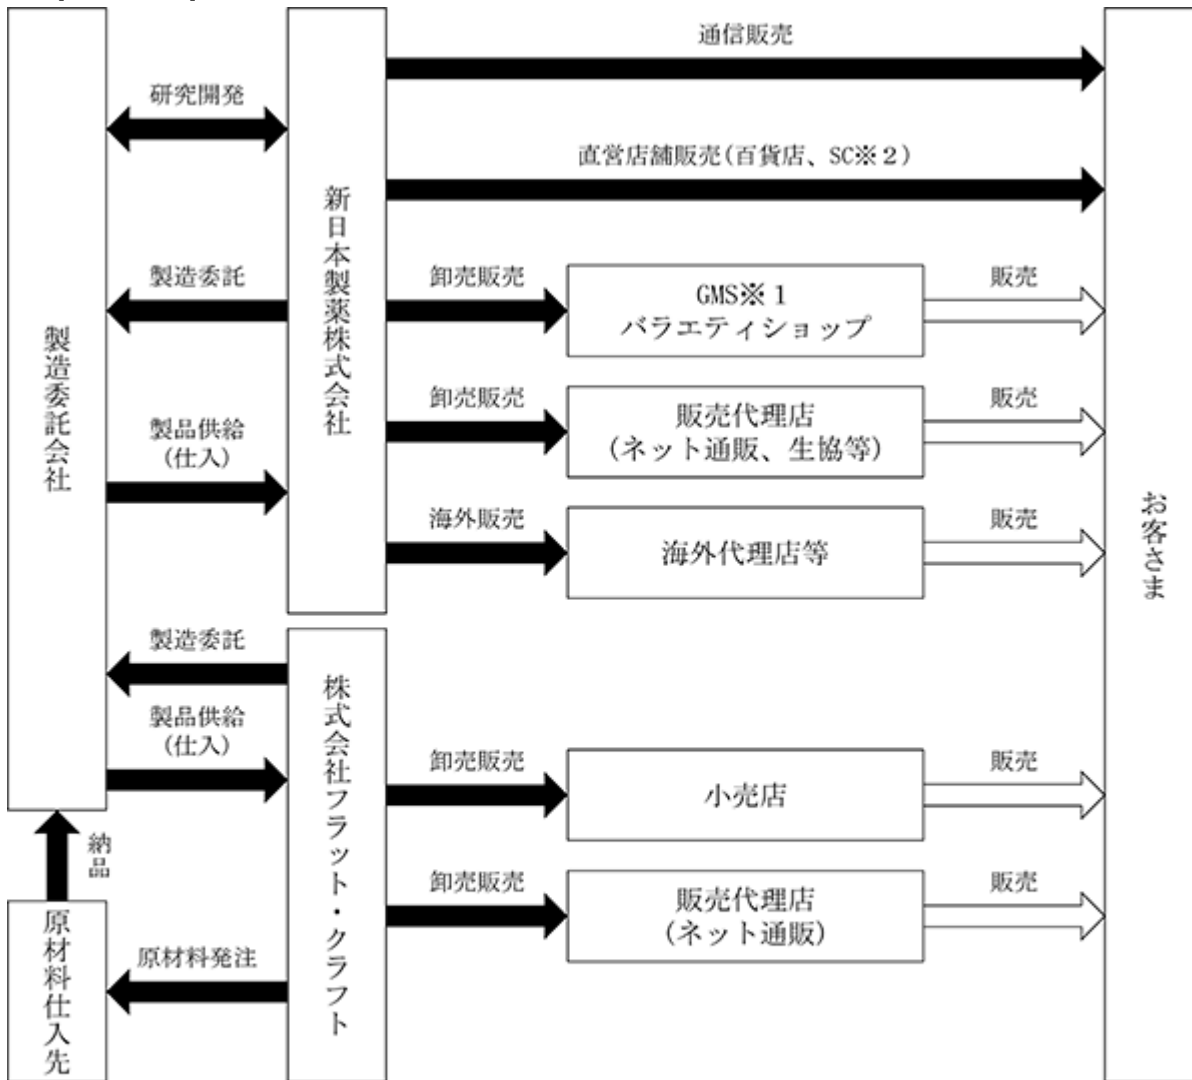 通信販売
研究開発
直営店舗販売(百貨店、SC※２)
新日本製薬株式会社
製造委託
卸売販売
GMS※１
バラエティショップ
販売
製造委託会社
製品供給
(仕入)
卸売販売
販売代理店
(ネット通販、生協等)
販売
海外販売
海外代理店等
販売
お客さま
製造委託
株式会社フラット・クラフト
製品供給
(仕入)
卸売販売
小売店
販売
納品
卸売販売
販売代理店
(ネット通販)
販売
原材料仕入先
原材料発注